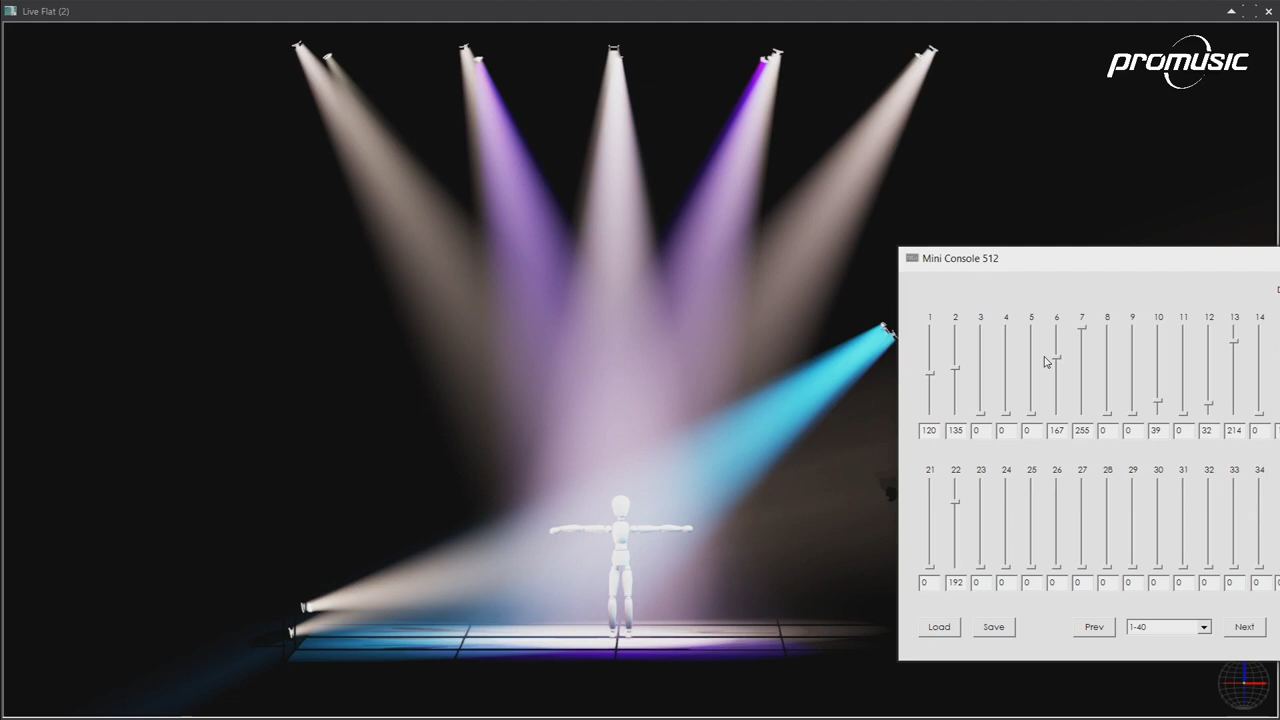 Live Flat (2)
promusic
Mini Console 512
1 2 3 4 5 6 7 8 9 10 11 12 13 14
120 135 0 0 0 167 255 0 0 39 0 32 214 0
21 22 23 24 25 26 27 28 29 30 31 32 33 34
0 192 0 0 0 0 0 0 0 0 0 0 0 0
Load Save Prev 1-40 Next